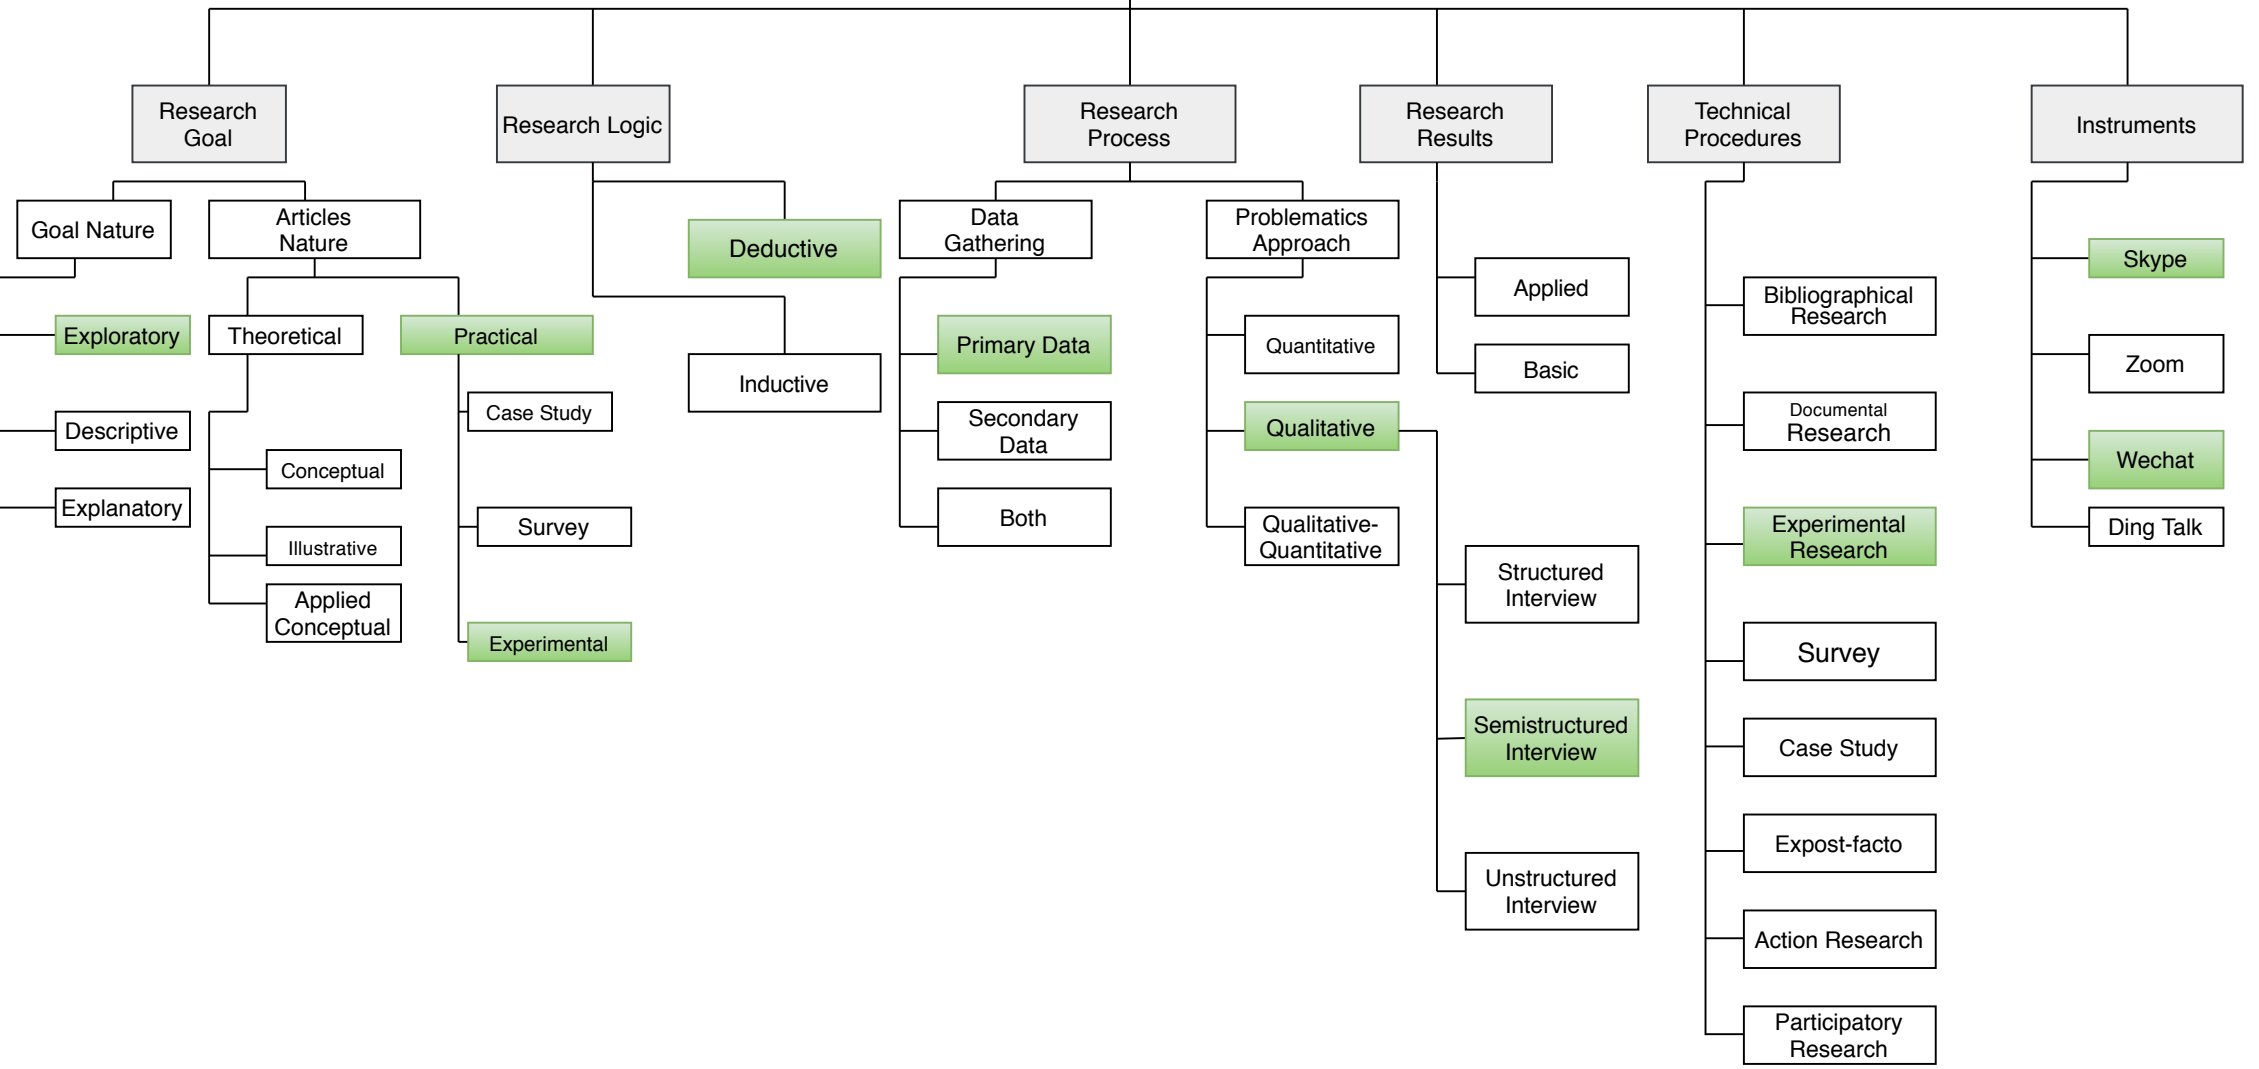 Research
Goal
Research Logic
Research
Process
Research
Results
Technical
Procedures
Instruments
Goal Nature
Articles
Nature
Exploratory
Descriptive
Explanatory
Theoretical
Conceptual
Illustrative
Applied
Conceptual
Practical
Case Study
Survey
Experimental
Deductive
Inductive
Data
Gathering
Primary Data
Secondary
Data
Both
Problematics
Approach
Quantitative
Qualitative
Qualitative-
Quantitative
Structured
Interview
Semistructured
Interview
Unstructured
Interview
Applied
Basic
Bibliographical
Research
Documental
Research
Experimental
Research
Survey
Case Study
Expost-facto
Action Research
Participatory
Research
Skype
Zoom
Wechat
Ding Talk